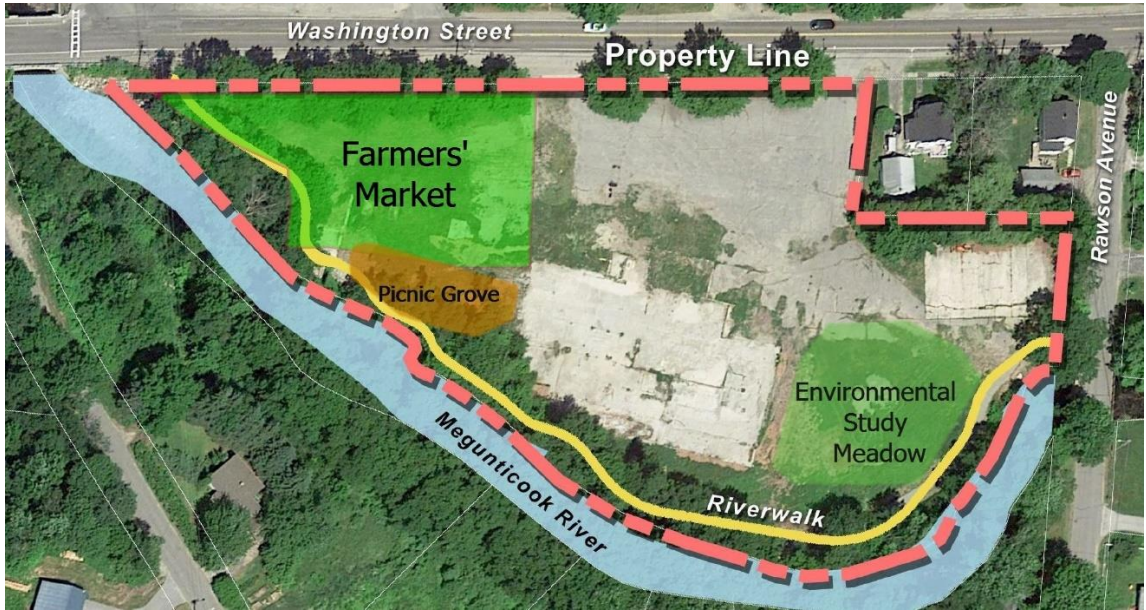 Washington Street
Property Line
Farmers'
Market
Rawson Avenue
Picnic Grove
Environmental
Study
Meadow
Megunticook River
Riverwalk